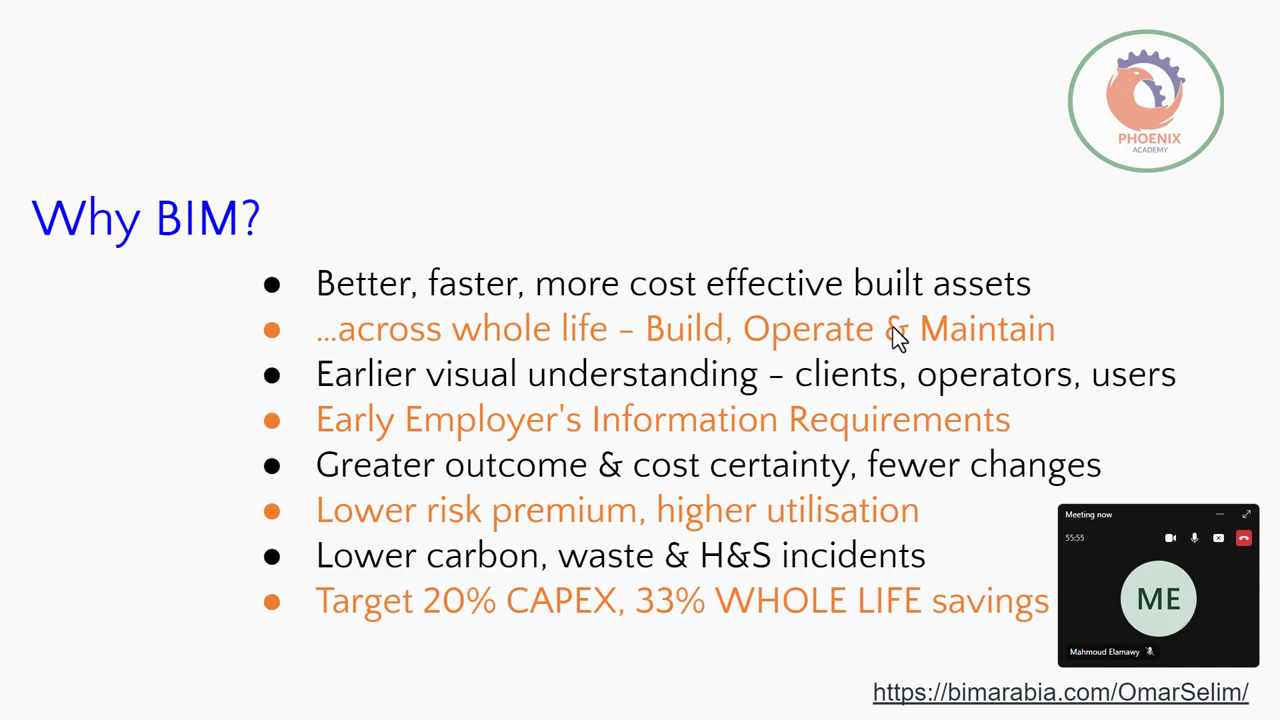 PHOENIX
ACADEMY
Why BIM?
● Better, faster, more cost effective built assets
● ...across whole life - Build, Operate & Maintain
● Earlier visual understanding - clients, operators, users
● Early Employer's Information Requirements
● Greater outcome & cost certainty, fewer changes
● Lower risk premium, higher utilisation
● Lower carbon, waste & H&S incidents
● Target 20% CAPEX, 33% WHOLE LIFE savings
Meeting now
55:55
ME
Mahmoud Elamawy
https://bimarabia.com/OmarSelim/